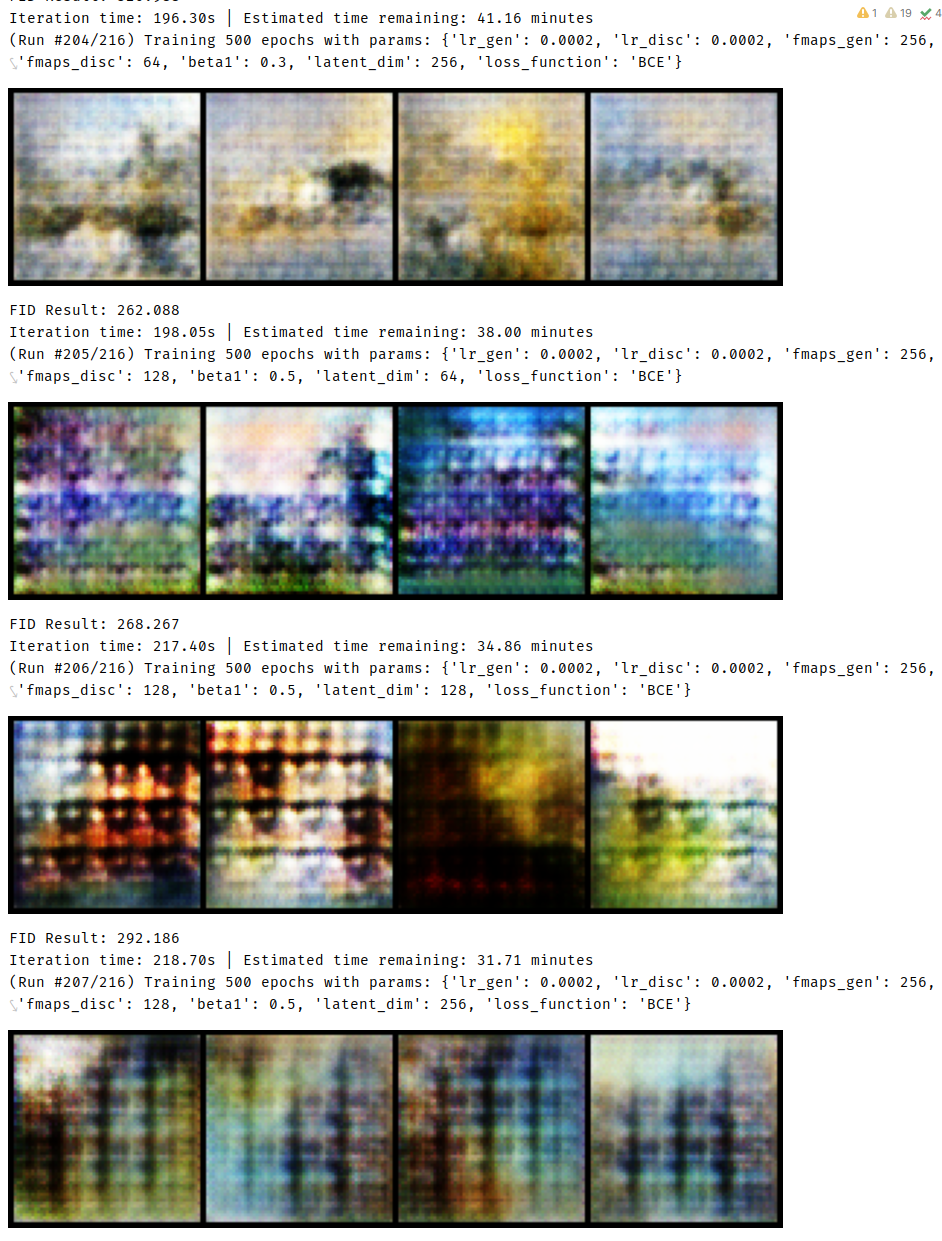 Iteration time: 196.30s │ Estimated time remaining: 41.16 minutes
1 19 4
(Run #204/216) Training 500 epochs with params: {'lr_gen': 0.0002, 'lr_disc': 0.0002, 'fmaps_gen': 256,
'fmaps_disc': 64, 'beta1': 0.3, 'latent_dim': 256, 'loss_function': 'BCE'}
FID Result: 262.088
Iteration time: 198.05s │ Estimated time remaining: 38.00 minutes
(Run #205/216) Training 500 epochs with params: {'lr_gen': 0.0002, 'lr_disc': 0.0002, 'fmaps_gen': 256,
'fmaps_disc': 128, 'beta1': 0.5, 'latent_dim': 64, 'loss_function': 'BCE'}
FID Result: 268.267
Iteration time: 217.40s │ Estimated time remaining: 34.86 minutes
(Run #206/216) Training 500 epochs with params: {'lr_gen': 0.0002, 'lr_disc': 0.0002, 'fmaps_gen': 256,
'fmaps_disc': 128, 'beta1': 0.5, 'latent_dim': 128, 'loss_function': 'BCE'}
FID Result: 292.186
Iteration time: 218.70s │ Estimated time remaining: 31.71 minutes
(Run #207/216) Training 500 epochs with params: {'lr_gen': 0.0002, 'lr_disc': 0.0002, 'fmaps_gen': 256,
'fmaps_disc': 128, 'beta1': 0.5, 'latent_dim': 256, 'loss_function': 'BCE'}